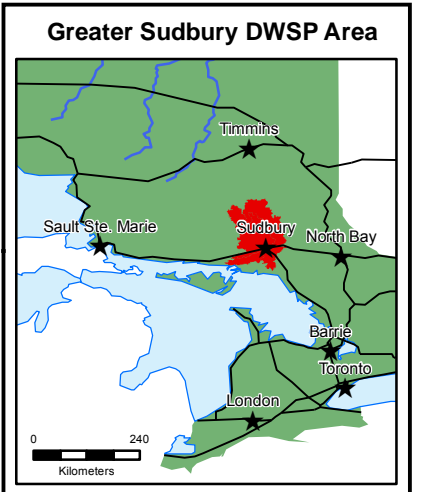 Greater Sudbury DWSP Area
Timmins
Sault Ste. Marie
Sudbury
North Bay
Barrie
Toronto
London
0 240
Kilometers